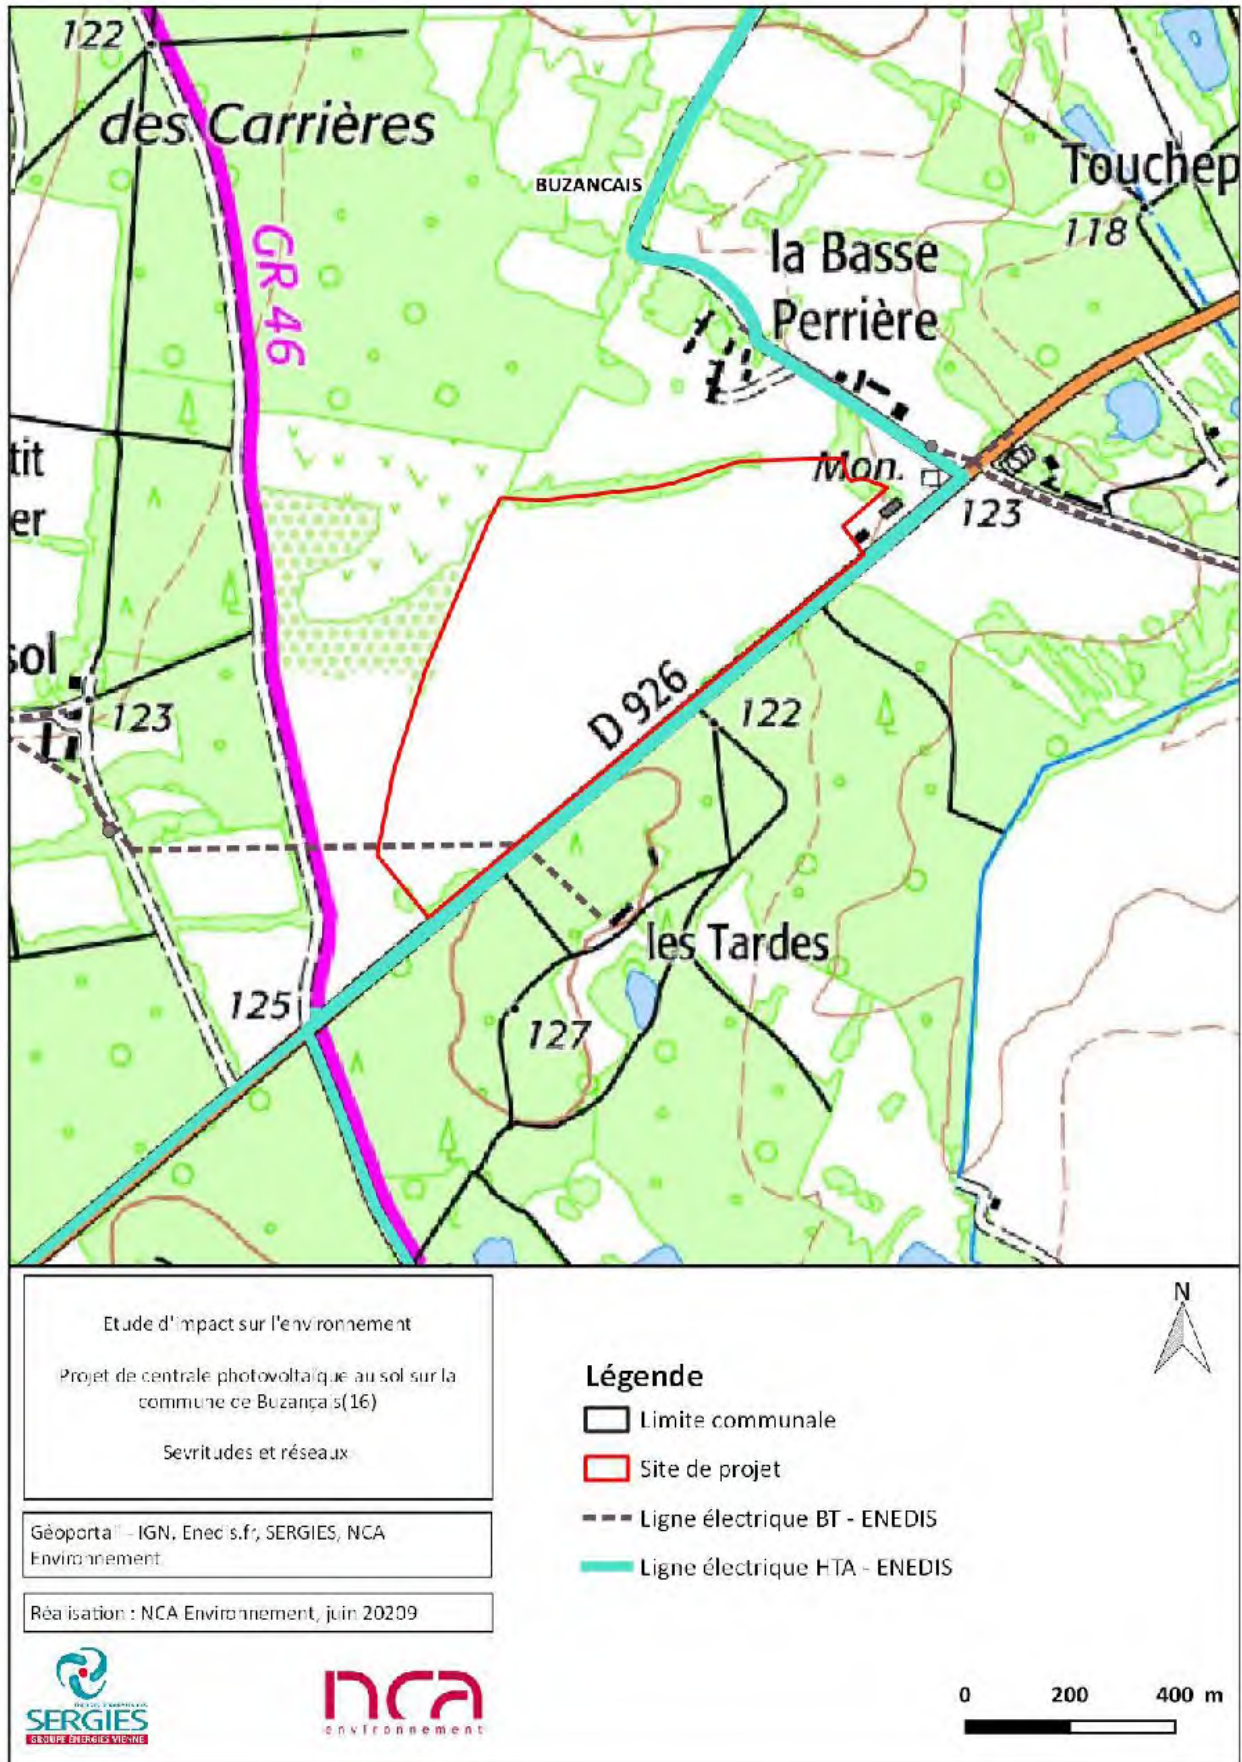 122
des Carrières
BUZANCAIS
Touchep
118
la Basse
Perrière
GR 46
tit
er
Mon.
123
sol
123
D 926
122
les Tardes
125
127
Etude d'impact sur l'environnement
Projet de centrale photovoltaïque au sol sur la
commune de Buzançais(16)
Sevritudes et réseaux
Géoportail - IGN, Enedis.fr, SERGIES, NCA
Environnement
Réalisation : NCA Environnement, juin 20209
SERGIES
GROUPE ÉNERGIES VIENNE
nca
environnement
Légende
Limite communale
Site de projet
Ligne électrique BT - ENEDIS
Ligne électrique HTA - ENEDIS
N
0 200 400 m